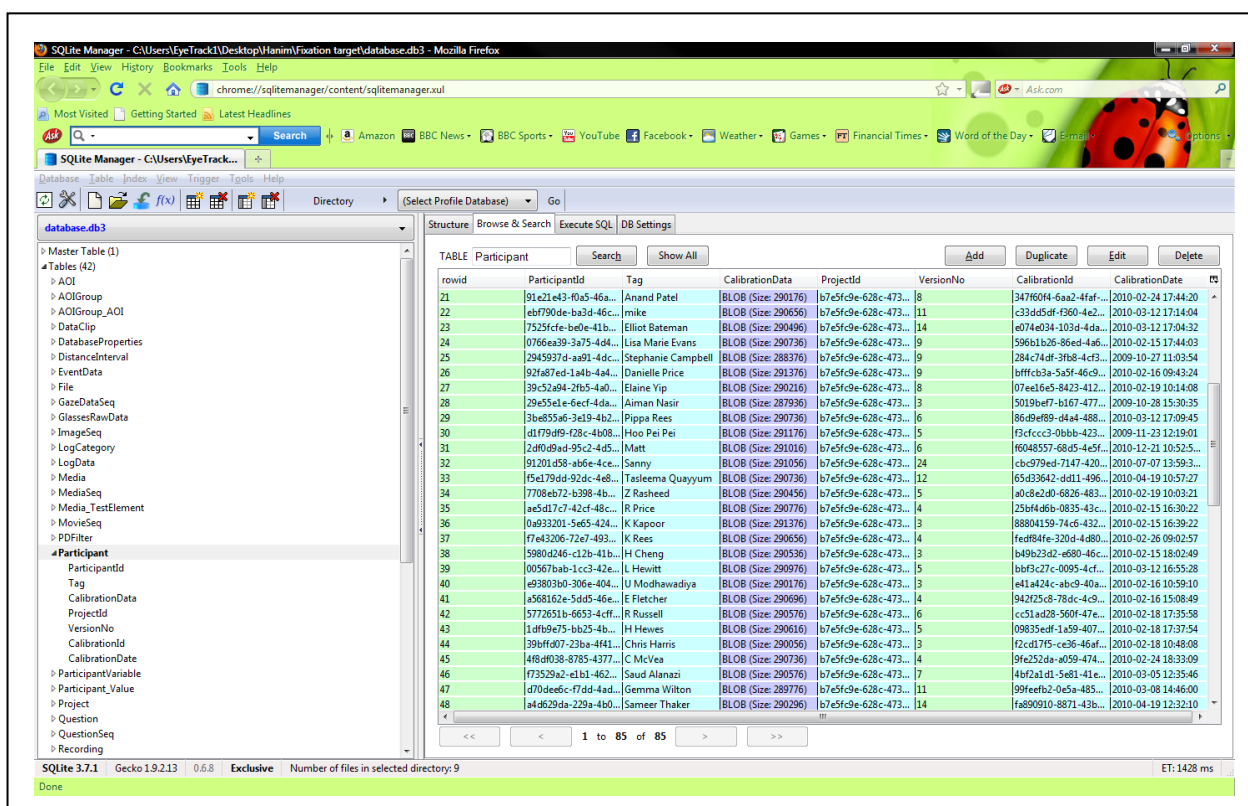 SQLite Manager - C:\Users\EyeTrack1\Desktop\Hanim\Fixation target\database.db3 - Mozilla Firefox
File Edit View History Bookmarks Tools Help
chrome://sqlitemanager/content/sqlitemanager.xul Ask.com
Most Visited Getting Started Latest Headlines
Ask Search Amazon BBC News BBC Sports YouTube Facebook Weather Games FT Financial Times Word of the Day E-mail Options
SQLite Manager - C:\Users\EyeTrack...
Database Table Index View Trigger Tools Help
f(x) Directory (Select Profile Database) Go
database.db3
Master Table (1)
Tables (42)
AOI
AOIGroup
AOIGroup_AOI
DataClip
DatabaseProperties
DistanceInterval
EventData
File
GazeDataSeq
GlassesRawData
ImageSeq
LogCategory
LogData
Media
MediaSeq
Media_TestElement
MovieSeq
PDFilter
Participant
ParticipantId
Tag
CalibrationData
ProjectId
VersionNo
CalibrationId
CalibrationDate
ParticipantVariable
Participant_Value
Project
Question
QuestionSeq
Recording
Structure Browse & Search Execute SQL DB Settings
TABLE Participant Search Show All Add Duplicate Edit Delete
rowid ParticipantId Tag CalibrationData ProjectId VersionNo CalibrationId CalibrationDate
21 91e21e43-f0a5-46a... Anand Patel BLOB (Size: 290176) b7e5fc9e-628c-473... 8 347f60f4-6aa2-4faf-... 2010-02-24 17:44:20
22 ebf790de-ba3d-46c... mike BLOB (Size: 290656) b7e5fc9e-628c-473... 11 c33dd5df-f360-4e2... 2010-03-12 17:14:04
23 7525fcfe-be0e-41b... Elliot Bateman BLOB (Size: 290496) b7e5fc9e-628c-473... 14 e074e034-103d-4da... 2010-03-12 17:04:32
24 0766ea39-3a75-4d4... Lisa Marie Evans BLOB (Size: 290736) b7e5fc9e-628c-473... 9 596b1b26-86ed-4a6... 2010-02-15 17:44:03
25 2945937d-aa91-4dc... Stephanie Campbell BLOB (Size: 288376) b7e5fc9e-628c-473... 9 284c74df-3fb8-4cf3... 2009-10-27 11:03:54
26 92fa87ed-1a4b-4a4... Danielle Price BLOB (Size: 291376) b7e5fc9e-628c-473... 9 bfffcb3a-5a5f-46c9... 2010-02-16 09:43:24
27 39c52a94-2fb5-4a0... Elaine Yip BLOB (Size: 290216) b7e5fc9e-628c-473... 8 07ee16e5-8423-412... 2010-02-19 10:14:08
28 29e55e1e-6ecf-4da... Aiman Nasir BLOB (Size: 287936) b7e5fc9e-628c-473... 3 5019bef7-b167-477... 2009-10-28 15:30:35
29 3be855a6-3e19-4b2... Pippa Rees BLOB (Size: 290736) b7e5fc9e-628c-473... 6 86d9ef89-d4a4-488... 2010-03-12 17:09:45
30 d1f79df9-f28c-4b08... Hoo Pei Pei BLOB (Size: 291176) b7e5fc9e-628c-473... 5 f3cfccc3-0bbb-423... 2009-11-23 12:19:01
31 2df0d9ad-95c2-4d5... Matt BLOB (Size: 291016) b7e5fc9e-628c-473... 6 f6048557-68d5-4e5f... 2010-12-21 10:52:5...
32 91201d58-ab6e-4ce... Sanny BLOB (Size: 291056) b7e5fc9e-628c-473... 24 cbc979ed-7147-420... 2010-07-07 13:59:3...
33 f5e179dd-92dc-4e8... Tasleema Quayyum BLOB (Size: 290736) b7e5fc9e-628c-473... 12 65d33642-dd11-496... 2010-04-19 10:57:27
34 7708eb72-b398-4b... Z Rasheed BLOB (Size: 290456) b7e5fc9e-628c-473... 5 a0c8e2d0-6826-483... 2010-02-19 10:03:21
35 ae5d17c7-42cf-48c... R Price BLOB (Size: 290776) b7e5fc9e-628c-473... 4 25bf4d6b-0835-43c... 2010-02-15 16:30:22
36 0a933201-5e65-424... K Kapoor BLOB (Size: 291376) b7e5fc9e-628c-473... 3 88804159-74c6-432... 2010-02-15 16:39:22
37 f7e43206-72e7-493... K Rees BLOB (Size: 290656) b7e5fc9e-628c-473... 4 fedf84fe-320d-4d80... 2010-02-26 09:02:57
38 5980d246-c12b-41b... H Cheng BLOB (Size: 290536) b7e5fc9e-628c-473... 3 b49b23d2-e680-46c... 2010-02-15 18:02:49
39 00567bab-1cc3-42e... L Hewitt BLOB (Size: 290976) b7e5fc9e-628c-473... 5 bbf3c27c-0095-4cf... 2010-03-12 16:55:28
40 e93803b0-306e-404... U Modhawadiya BLOB (Size: 290176) b7e5fc9e-628c-473... 3 e41a424c-abc9-40a... 2010-02-16 10:59:10
41 a568162e-5dd5-46e... E Fletcher BLOB (Size: 290696) b7e5fc9e-628c-473... 4 942f25c8-78dc-4c9... 2010-02-16 15:08:49
42 5772651b-6653-4cff... R Russell BLOB (Size: 290576) b7e5fc9e-628c-473... 6 cc51ad28-560f-47e... 2010-02-18 17:35:58
43 1dfb9e75-bb25-4b... H Hewes BLOB (Size: 290616) b7e5fc9e-628c-473... 5 09835edf-1a59-407... 2010-02-18 17:37:54
44 39bffd07-23ba-4f41... Chris Harris BLOB (Size: 290056) b7e5fc9e-628c-473... 3 f2cd17f5-ce36-46af... 2010-02-18 10:48:08
45 4f8df038-8785-4377... C McVea BLOB (Size: 290736) b7e5fc9e-628c-473... 4 9fe252da-a059-474... 2010-02-24 18:33:09
46 f73529a2-e1b1-462... Saud Alanazi BLOB (Size: 290576) b7e5fc9e-628c-473... 7 4bf2a1d1-5e81-41e... 2010-03-05 12:35:46
47 d70dee6c-f7dd-4ad... Gemma Wilton BLOB (Size: 289776) b7e5fc9e-628c-473... 11 99feefb2-0e5a-485... 2010-03-08 14:46:00
48 a4d629da-229a-4b0... Sameer Thaker BLOB (Size: 290296) b7e5fc9e-628c-473... 14 fa890910-8871-43b... 2010-04-19 12:32:10
<< < 1 to 85 of 85 > >>
SQLite 3.7.1 Gecko 1.9.2.13 0.6.8 Exclusive Number of files in selected directory: 9 ET: 1428 ms
Done